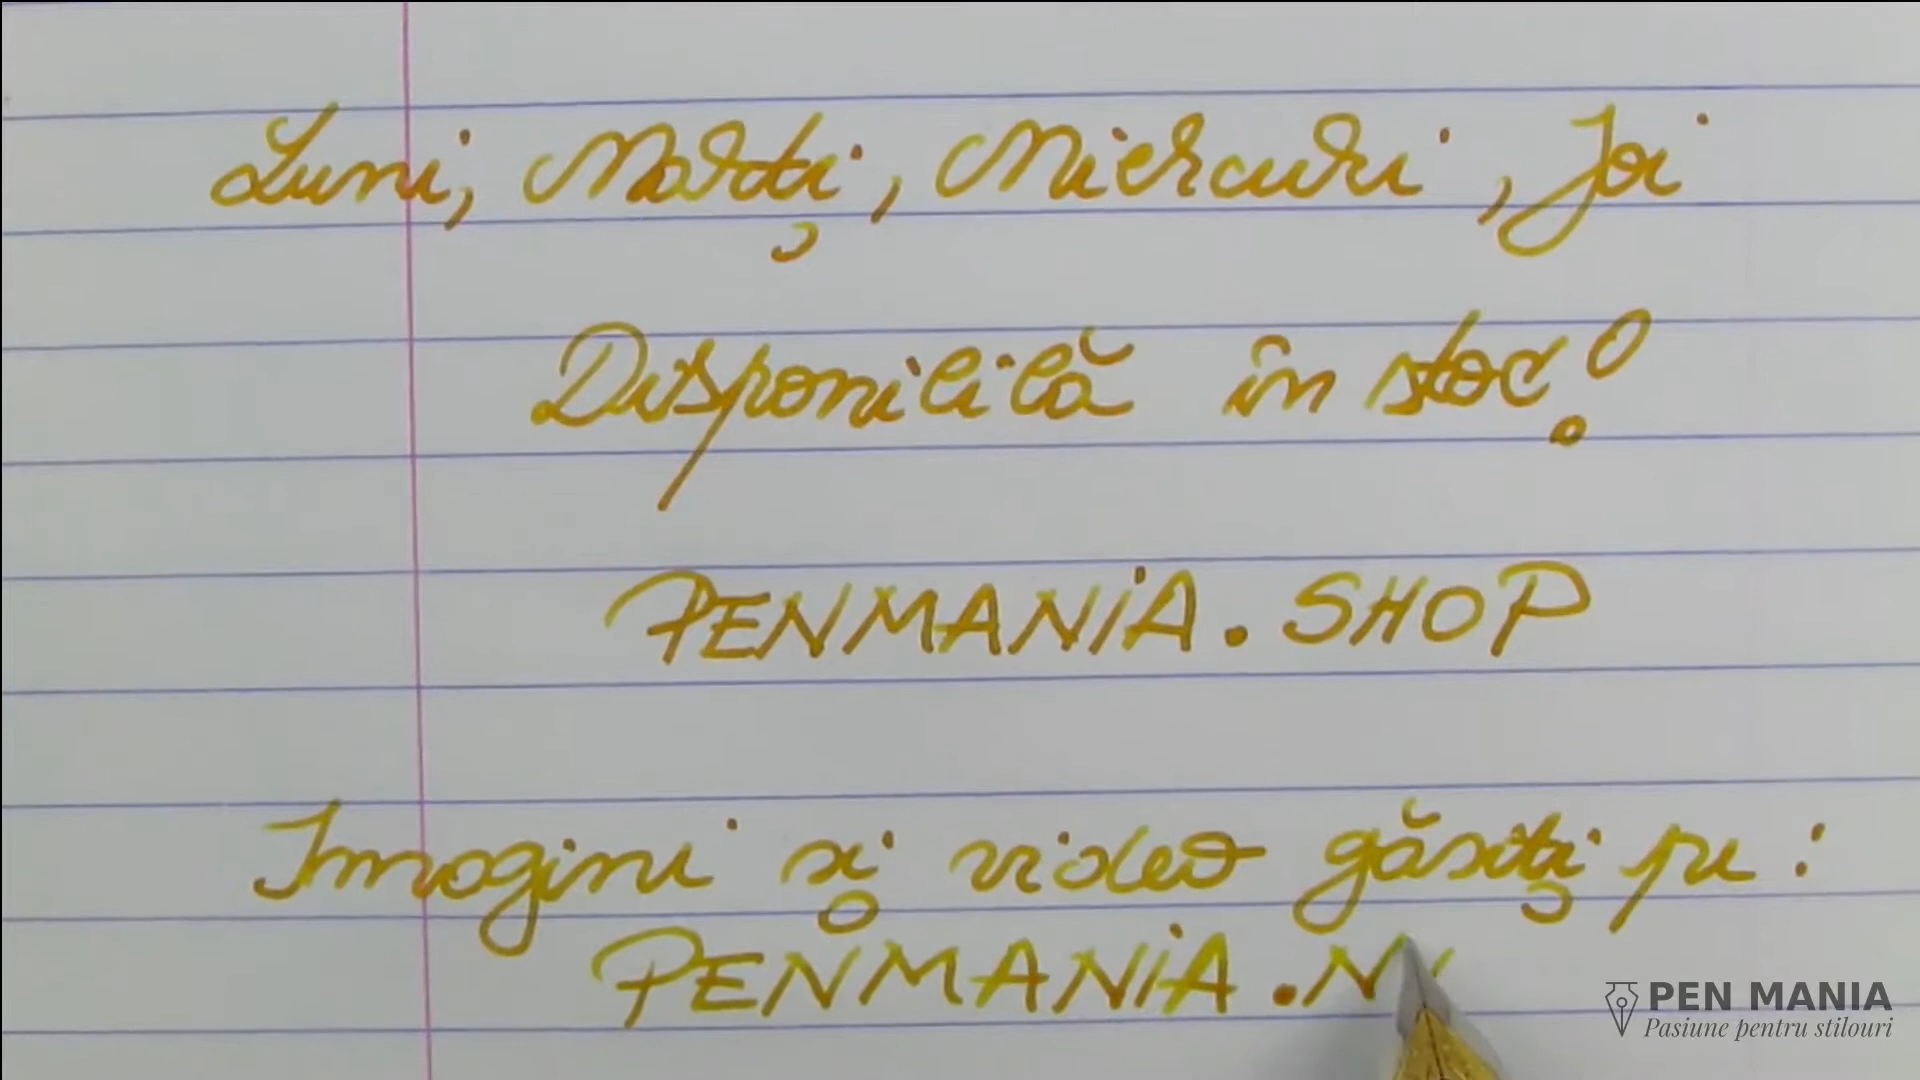 Luni, Marți, Miercuri, Joi
Disponibilă în stoc!
PENMANIA.SHOP
Imagini și video găsiți pe:
PENMANIA.N
PEN MANIA
Pasiune pentru stilouri